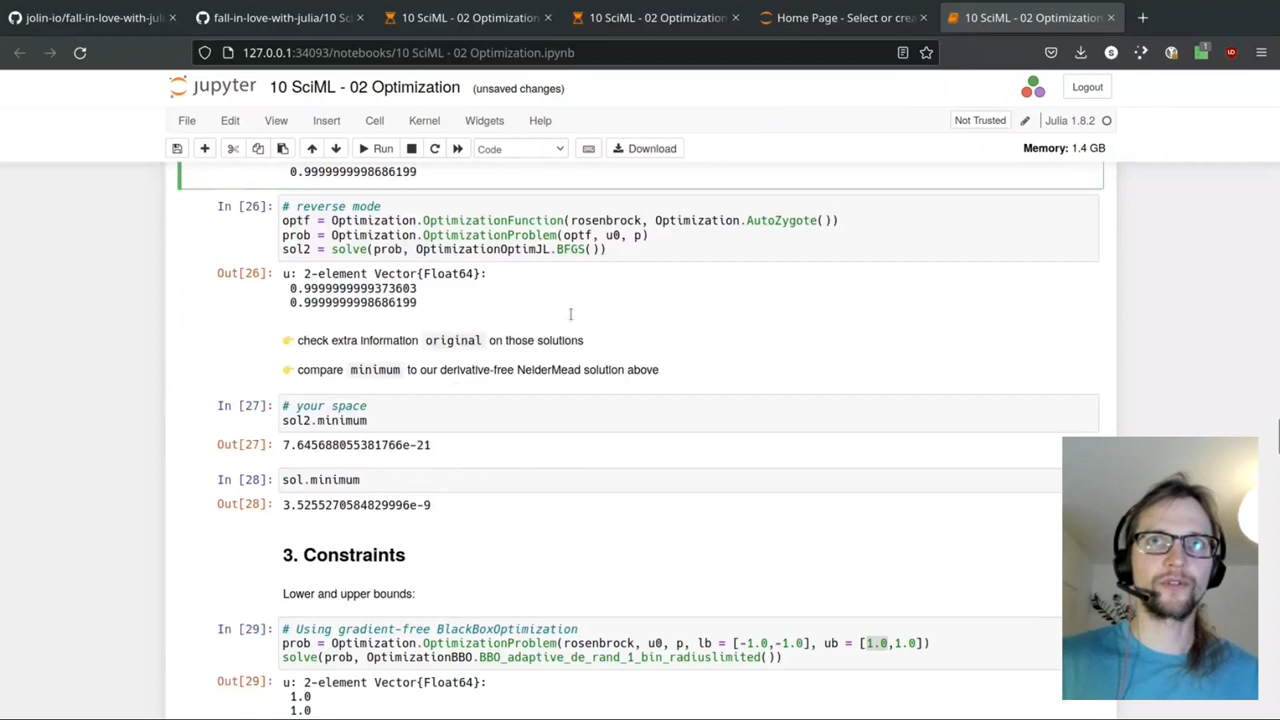 jolin-io/fall-in-love-with-juli
fall-in-love-with-julia/10 Sci
10 SciML - 02 Optimization
10 SciML - 02 Optimization
Home Page - Select or crea
10 SciML - 02 Optimization
127.0.0.1:34093/notebooks/10 SciML - 02 Optimization.ipynb
jupyter 10 SciML - 02 Optimization (unsaved changes) Logout
File Edit View Insert Cell Kernel Widgets Help Not Trusted Julia 1.8.2
Run Code Download Memory: 1.4 GB
0.9999999998686199
In [26]: # reverse mode
optf = Optimization.OptimizationFunction(rosenbrock, Optimization.AutoZygote())
prob = Optimization.OptimizationProblem(optf, u0, p)
sol2 = solve(prob, OptimizationOptimJL.BFGS())
Out[26]: u: 2-element Vector{Float64}:
0.9999999999373603
0.9999999998686199
👉 check extra information original on those solutions
👉 compare minimum to our derivative-free NelderMead solution above
In [27]: # your space
sol2.minimum
Out[27]: 7.645688055381766e-21
In [28]: sol.minimum
Out[28]: 3.5255270584829996e-9
3. Constraints
Lower and upper bounds:
In [29]: # Using gradient-free BlackBoxOptimization
prob = Optimization.OptimizationProblem(rosenbrock, u0, p, lb = [-1.0,-1.0], ub = [1.0,1.0])
solve(prob, OptimizationBBO.BBO_adaptive_de_rand_1_bin_radiuslimited())
Out[29]: u: 2-element Vector{Float64}:
1.0
1.0